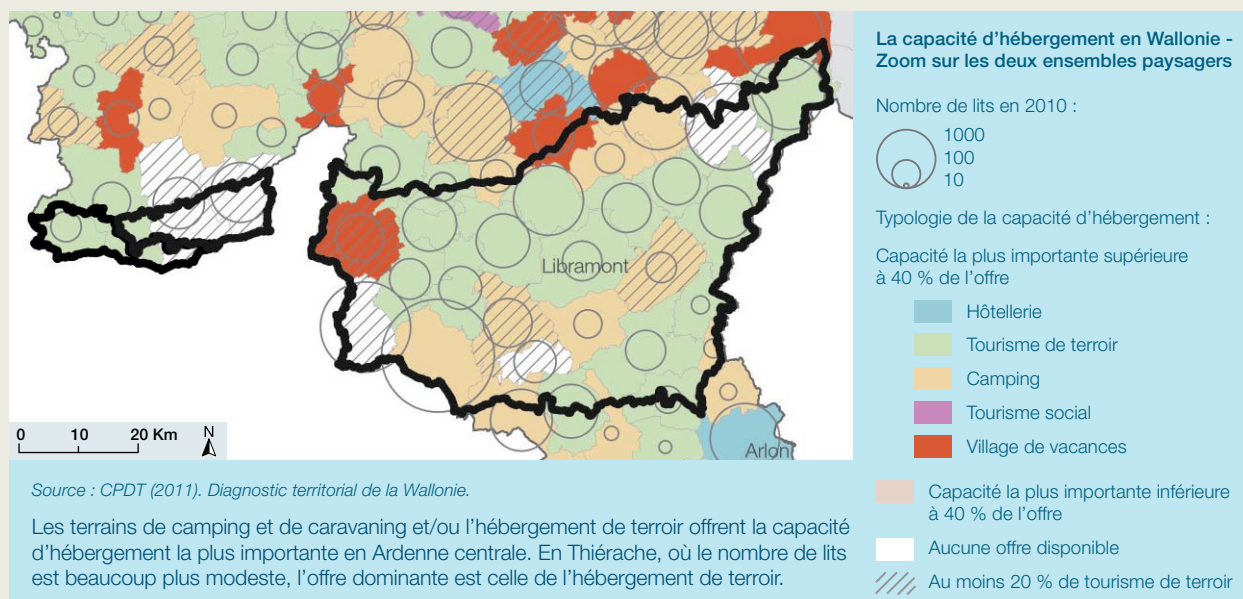 La capacité d'hébergement en Wallonie -
Zoom sur les deux ensembles paysagers
Nombre de lits en 2010 :
1000
100
10
Typologie de la capacité d'hébergement :
Capacité la plus importante supérieure
à 40 % de l'offre
Hôtellerie
Tourisme de terroir
Camping
Tourisme social
Village de vacances
Capacité la plus importante inférieure
à 40 % de l'offre
Aucune offre disponible
Au moins 20 % de tourisme de terroir
Libramont
Arlon
0 10 20 Km N
Source : CPDT (2011). Diagnostic territorial de la Wallonie.
Les terrains de camping et de caravaning et/ou l'hébergement de terroir offrent la capacité
d'hébergement la plus importante en Ardenne centrale. En Thiérache, où le nombre de lits
est beaucoup plus modeste, l'offre dominante est celle de l'hébergement de terroir.